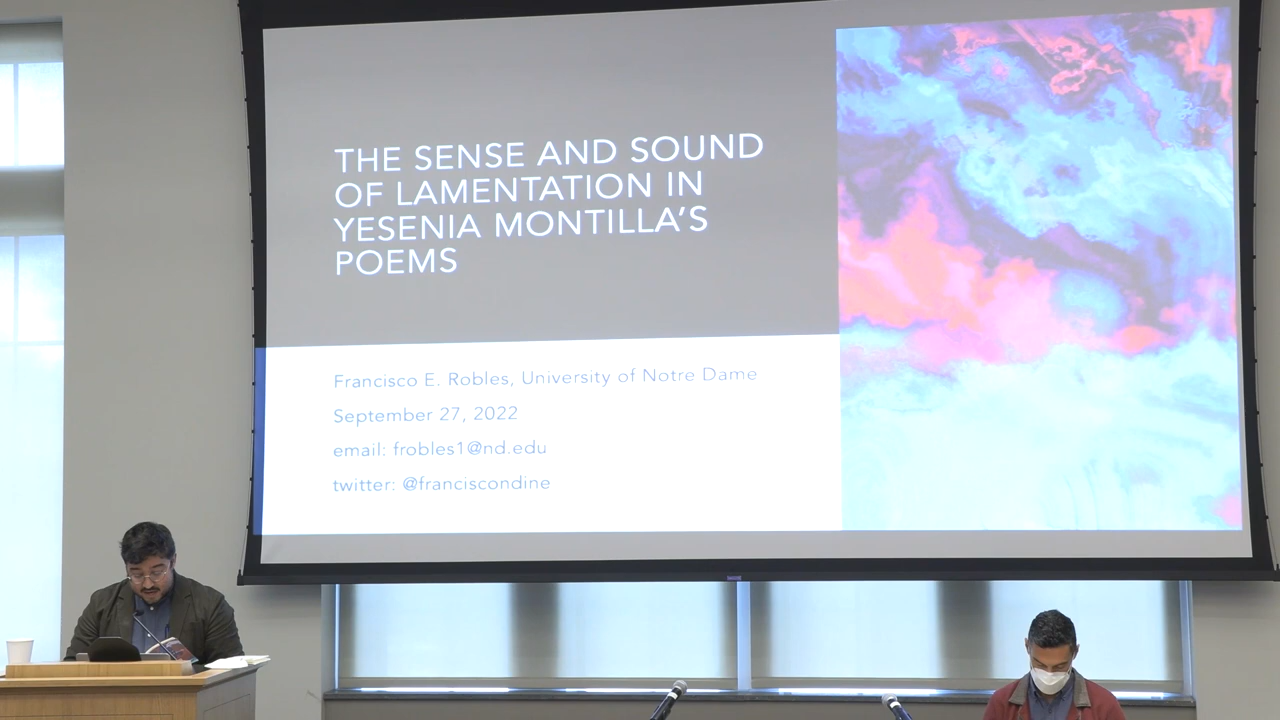 THE SENSE AND SOUND
OF LAMENTATION IN
YESENIA MONTILLA'S
POEMS
Francisco E. Robles, University of Notre Dame
September 27, 2022
email: frobles1@nd.edu
twitter: @franciscondine